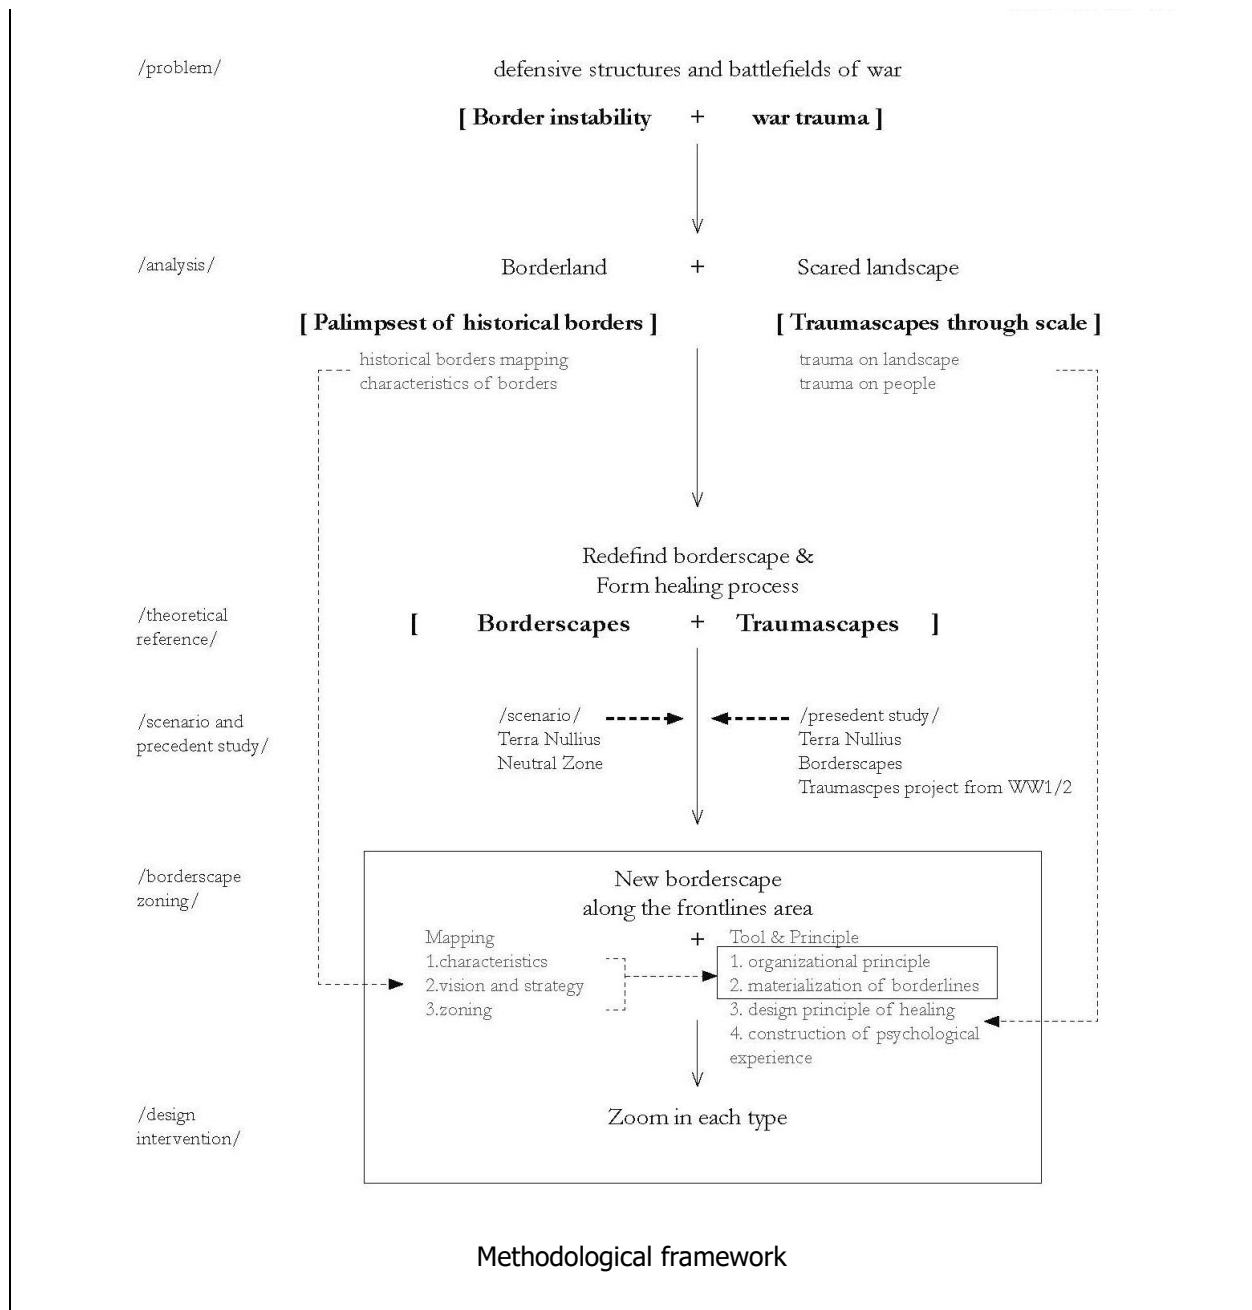 /problem/
defensive structures and battlefields of war
[ Border instability + war trauma ]
/analysis/
Borderland + Scared landscape
[ Palimpsest of historical borders ]
[ Traumascapes through scale ]
historical borders mapping
characteristics of borders
trauma on landscape
trauma on people
Redefind borderscape &
Form healing process
/theoretical
reference/
[ Borderscapes + Traumascapes ]
/scenario and
precedent study/
/scenario/
Terra Nullius
Neutral Zone
/presedent study/
Terra Nullius
Borderscapes
Traumascpes project from WW1/2
/borderscape
zoning/
New borderscape
along the frontlines area
+
Mapping
1.characteristics
2.vision and strategy
3.zoning
Tool & Principle
1. organizational principle
2. materialization of borderlines
3. design principle of healing
4. construction of psychological
experience
/design
intervention/
Zoom in each type
Methodological framework